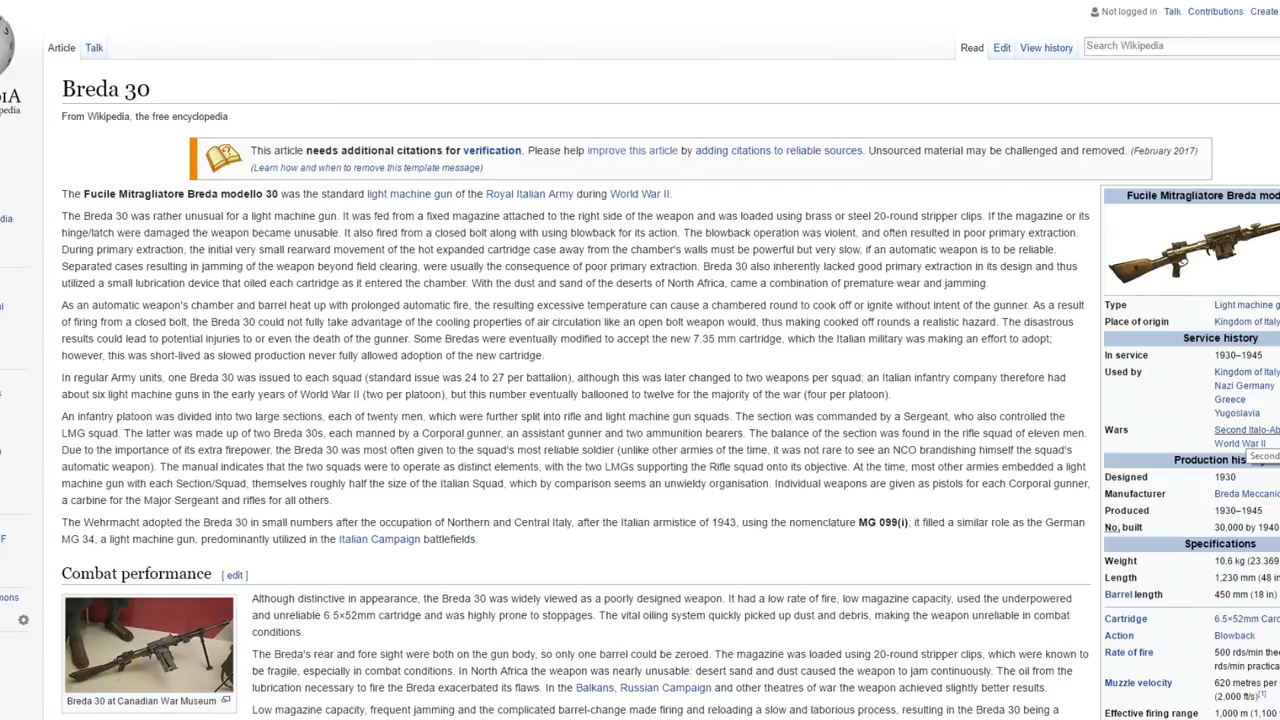 Not logged in Talk Contributions Create
Article Talk
Read Edit View history
Search Wikipedia
Breda 30
From Wikipedia, the free encyclopedia
This article needs additional citations for verification. Please help improve this article by adding citations to reliable sources. Unsourced material may be challenged and removed. (February 2017)
(Learn how and when to remove this template message)
The Fucile Mitragliatore Breda modello 30 was the standard light machine gun of the Royal Italian Army during World War II.
The Breda 30 was rather unusual for a light machine gun. It was fed from a fixed magazine attached to the right side of the weapon and was loaded using brass or steel 20-round stripper clips. If the magazine or its
hinge/latch were damaged the weapon became unusable. It also fired from a closed bolt along with using blowback for its action. The blowback operation was violent, and often resulted in poor primary extraction.
During primary extraction, the initial very small rearward movement of the hot expanded cartridge case away from the chamber's walls must be powerful but very slow, if an automatic weapon is to be reliable.
Separated cases resulting in jamming of the weapon beyond field clearing, were usually the consequence of poor primary extraction. Breda 30 also inherently lacked good primary extraction in its design and thus
utilized a small lubrication device that oiled each cartridge as it entered the chamber. With the dust and sand of the deserts of North Africa, came a combination of premature wear and jamming.
As an automatic weapon's chamber and barrel heat up with prolonged automatic fire, the resulting excessive temperature can cause a chambered round to cook off or ignite without intent of the gunner. As a result
of firing from a closed bolt, the Breda 30 could not fully take advantage of the cooling properties of air circulation like an open bolt weapon would, thus making cooked off rounds a realistic hazard. The disastrous
results could lead to potential injuries to or even the death of the gunner. Some Bredas were eventually modified to accept the new 7.35 mm cartridge, which the Italian military was making an effort to adopt;
however, this was short-lived as slowed production never fully allowed adoption of the new cartridge.
In regular Army units, one Breda 30 was issued to each squad (standard issue was 24 to 27 per battalion), although this was later changed to two weapons per squad; an Italian infantry company therefore had
about six light machine guns in the early years of World War II (two per platoon), but this number eventually ballooned to twelve for the majority of the war (four per platoon).
An infantry platoon was divided into two large sections, each of twenty men, which were further split into rifle and light machine gun squads. The section was commanded by a Sergeant, who also controlled the
LMG squad. The latter was made up of two Breda 30s, each manned by a Corporal gunner, an assistant gunner and two ammunition bearers. The balance of the section was found in the rifle squad of eleven men.
Due to the importance of its extra firepower, the Breda 30 was most often given to the squad's most reliable soldier (unlike other armies of the time, it was not rare to see an NCO brandishing himself the squad's
automatic weapon). The manual indicates that the two squads were to operate as distinct elements, with the two LMGs supporting the Rifle squad onto its objective. At the time, most other armies embedded a light
machine gun with each Section/Squad, themselves roughly half the size of the Italian Squad, which by comparison seems an unwieldy organisation. Individual weapons are given as pistols for each Corporal gunner,
a carbine for the Major Sergeant and rifles for all others.
The Wehrmacht adopted the Breda 30 in small numbers after the occupation of Northern and Central Italy, after the Italian armistice of 1943, using the nomenclature MG 099(i); it filled a similar role as the German
MG 34, a light machine gun, predominantly utilized in the Italian Campaign battlefields.
Combat performance [ edit ]
Although distinctive in appearance, the Breda 30 was widely viewed as a poorly designed weapon. It had a low rate of fire, low magazine capacity, used the underpowered
and unreliable 6.5×52mm cartridge and was highly prone to stoppages. The vital oiling system quickly picked up dust and debris, making the weapon unreliable in combat
conditions.
The Breda's rear and fore sight were both on the gun body, so only one barrel could be zeroed. The magazine was loaded using 20-round stripper clips, which were known to
be fragile, especially in combat conditions. In North Africa the weapon was nearly unusable: desert sand and dust caused the weapon to jam continuously. The oil from the
lubrication necessary to fire the Breda exacerbated its flaws. In the Balkans, Russian Campaign and other theatres of war the weapon achieved slightly better results.
Low magazine capacity, frequent jamming and the complicated barrel-change made firing and reloading a slow and laborious process, resulting in the Breda 30 being a
Breda 30 at Canadian War Museum
Fucile Mitragliatore Breda mod
Type Light machine g
Place of origin Kingdom of Italy
Service history
In service 1930–1945
Used by Kingdom of Italy
Nazi Germany
Greece
Yugoslavia
Wars Second Italo-Ab
World War II
Second
Production his
Designed 1930
Manufacturer Breda Meccanic
Produced 1930–1945
No. built 30,000 by 1940
Specifications
Weight 10.6 kg (23.369
Length 1,230 mm (48 in
Barrel length 450 mm (18 in)
Cartridge 6.5×52mm Carc
Action Blowback
Rate of fire 500 rds/min the
rds/min practica
Muzzle velocity 620 metres per
(2,000 ft/s)[1]
Effective firing range 1,000 m (1,100